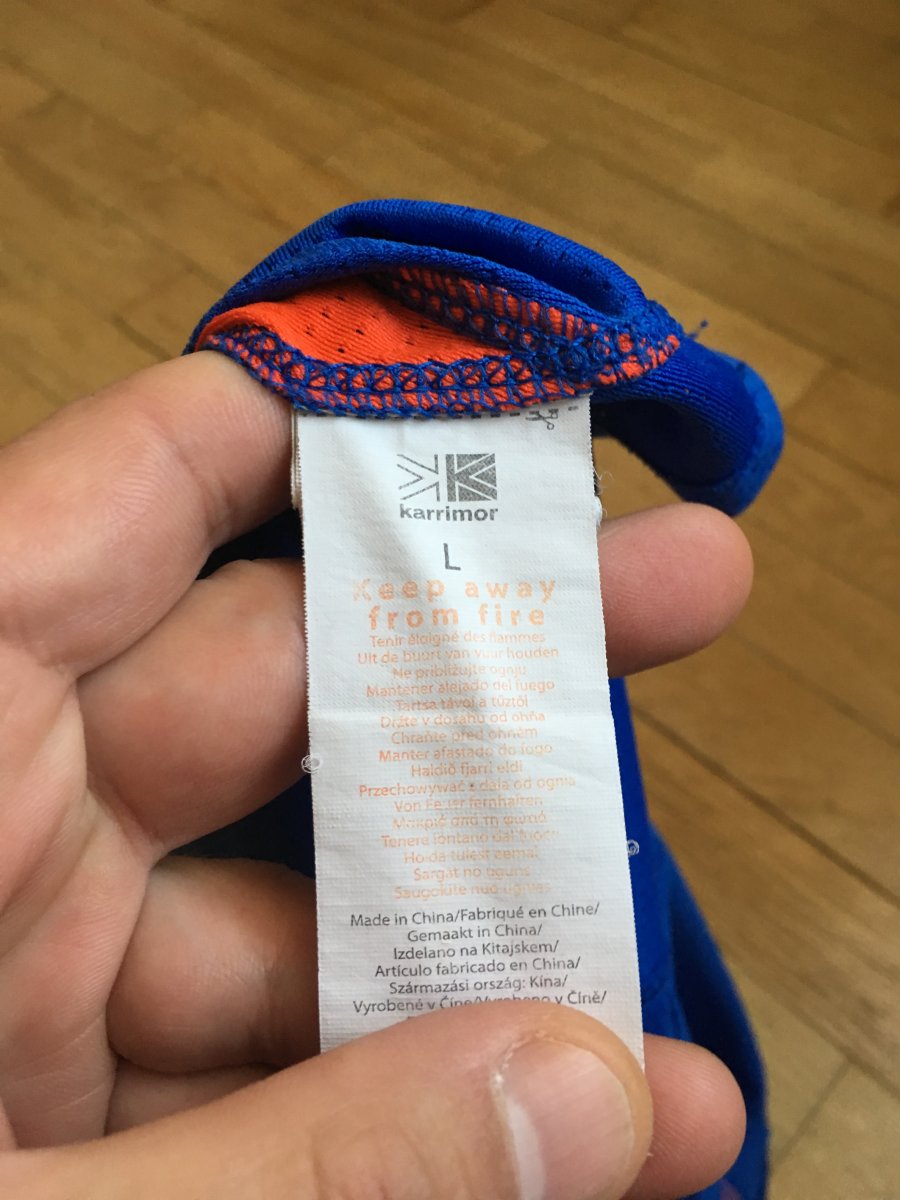 karrimor
L
Keep away
from fire
Tenir éloigné des flammes
Uit de buurt van vuur houden
Ne približujte ognju
Mantener alejado del fuego
Tartsa távol a tűztől
Držte v dosahu od ohňa
Chraňte před ohněm
Manter afastado do fogo
Haldið fjarri eldi
Przechowywać z dala od ognia
Von Feuer fernhalten
Μακριά από τη φωτιά
Tenere lontano dal fuoco
Hoida tulest eemal
Sargāt no uguns
Saugokite nuo ugnies
Made in China/Fabriqué en Chine/
Gemaakt in China/
Izdelano na Kitajskem/
Artículo fabricado en China/
Származási ország: Kína/
Vyrobené v Číne/Vyrobeno v Číně/